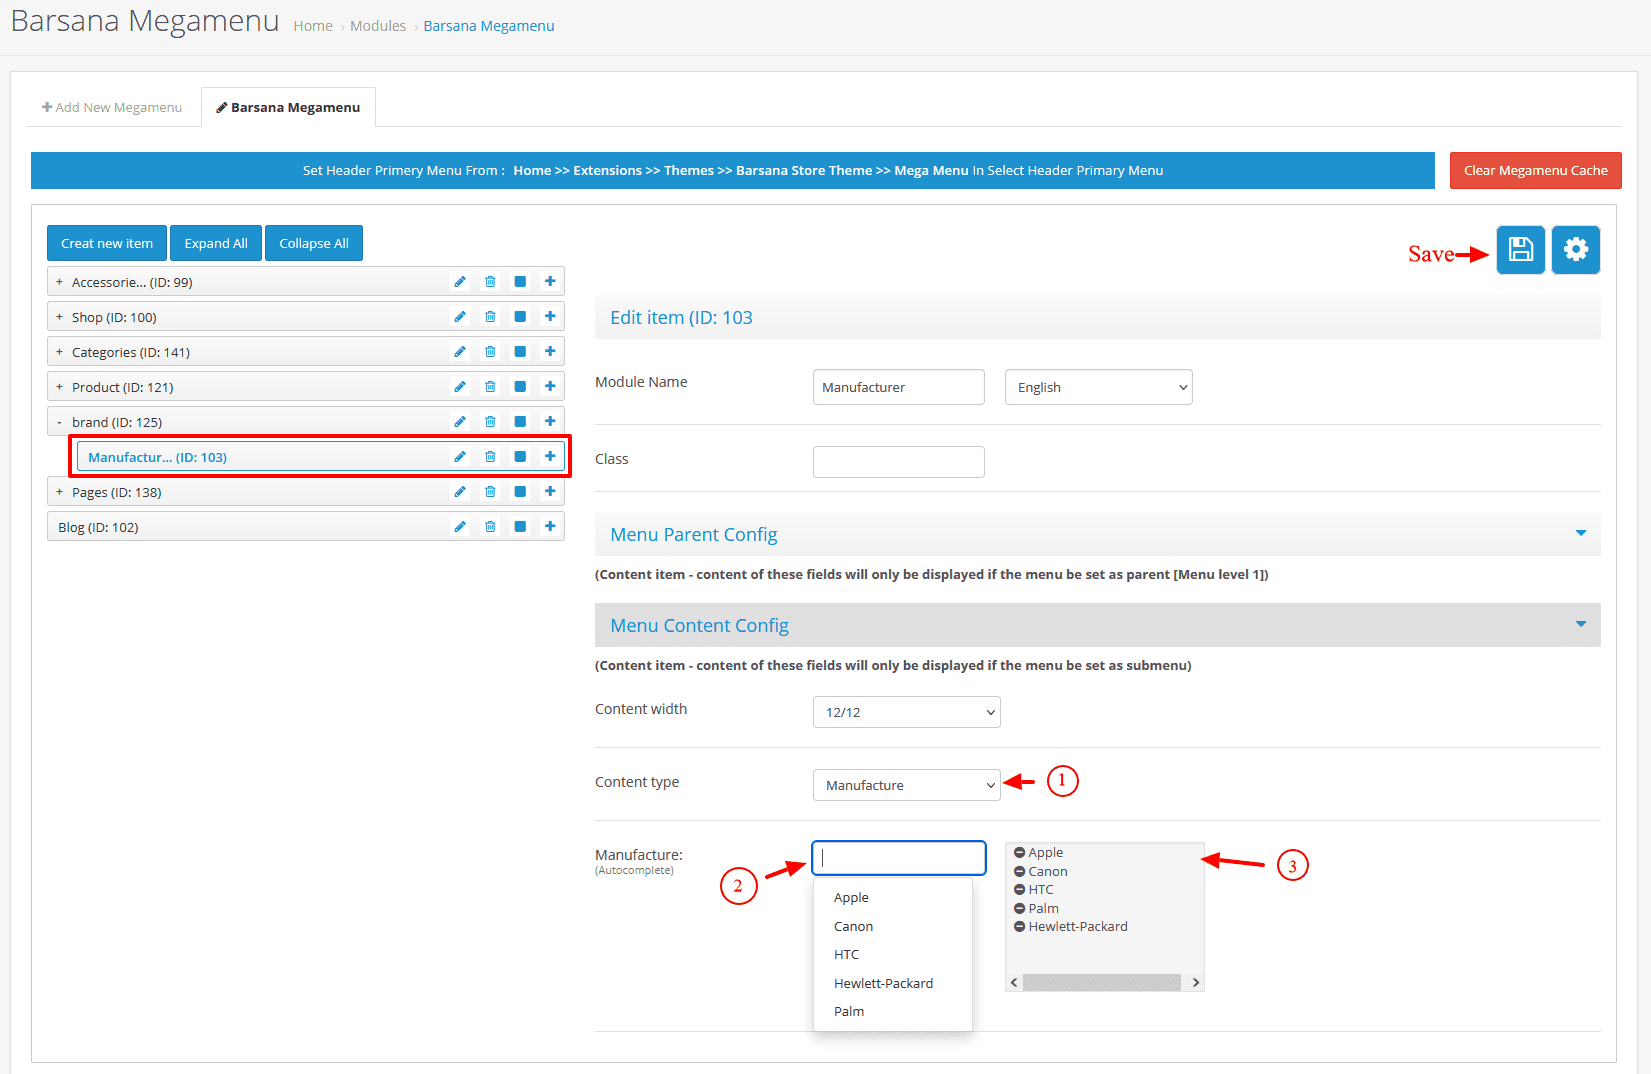 Barsana Megamenu Home › Modules › Barsana Megamenu
Add New Megamenu
Barsana Megamenu
Set Header Primery Menu From : Home >> Extensions >> Themes >> Barsana Store Theme >> Mega Menu In Select Header Primary Menu
Clear Megamenu Cache
Creat new item
Expand All
Collapse All
+ Accessorie... (ID: 99)
+ Shop (ID: 100)
+ Categories (ID: 141)
+ Product (ID: 121)
- brand (ID: 125)
Manufactur... (ID: 103)
+ Pages (ID: 138)
Blog (ID: 102)
Save
Edit item (ID: 103
Module Name
Manufacturer
English
Class
Menu Parent Config
(Content item - content of these fields will only be displayed if the menu be set as parent [Menu level 1])
Menu Content Config
(Content item - content of these fields will only be displayed if the menu be set as submenu)
Content width
12/12
Content type
Manufacture
1
Manufacture:
(Autocomplete)
2
Apple
Canon
HTC
Hewlett-Packard
Palm
Apple
Canon
HTC
Palm
Hewlett-Packard
3